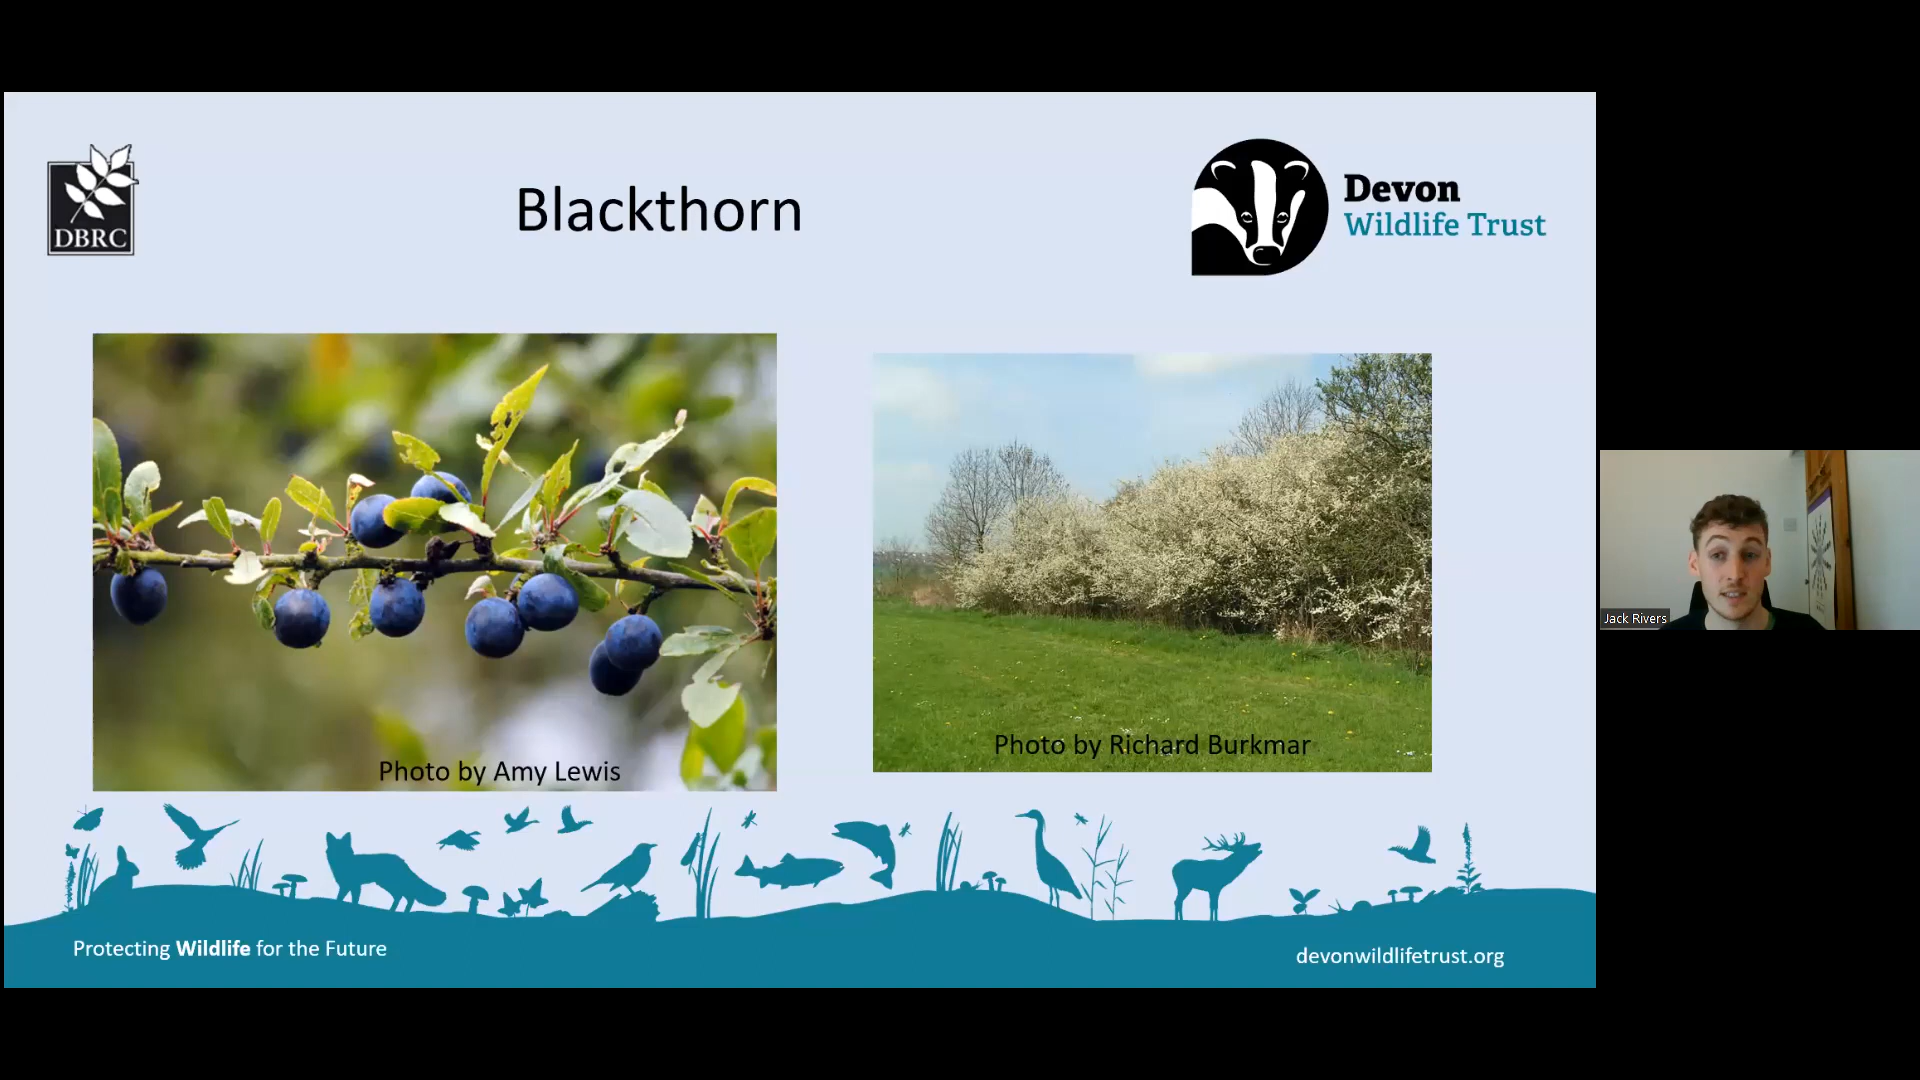 DBRC
Blackthorn
Devon
Wildlife Trust
Photo by Amy Lewis
Photo by Richard Burkmar
Jack Rivers
Protecting Wildlife for the Future
devonwildlifetrust.org